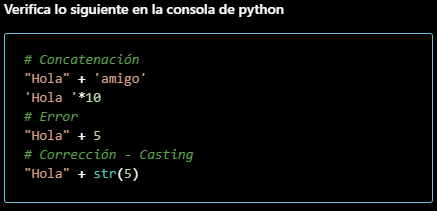 Verifica lo siguiente en la consola de python
# Concatenación
"Hola" + 'amigo'
'Hola '*10
# Error
"Hola" + 5
# Corrección - Casting
"Hola" + str(5)